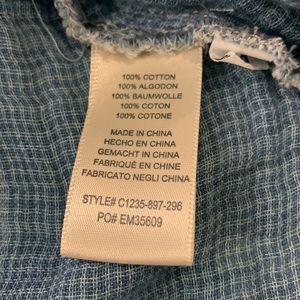 100% COTTON
100% ALGODON
100% BAUMWOLLE
100% COTON
100% COTONE
MADE IN CHINA
HECHO EN CHINA
GEMACHT IN CHINA
FABRIQUÉ EN CHINE
FABRICATO NEGLI CHINA
STYLE# C1235-897-296
PO# EM35609